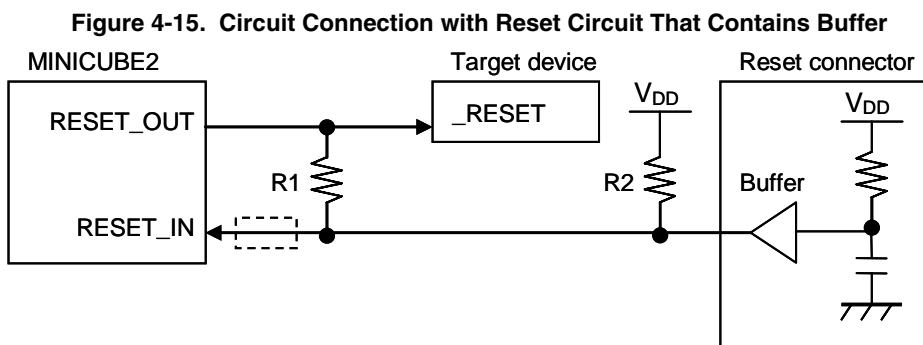 Figure 4-15. Circuit Connection with Reset Circuit That Contains Buffer
MINICUBE2
Target device
Reset connector
RESET_OUT
_RESET
VDD
VDD
R1
R2
Buffer
RESET_IN